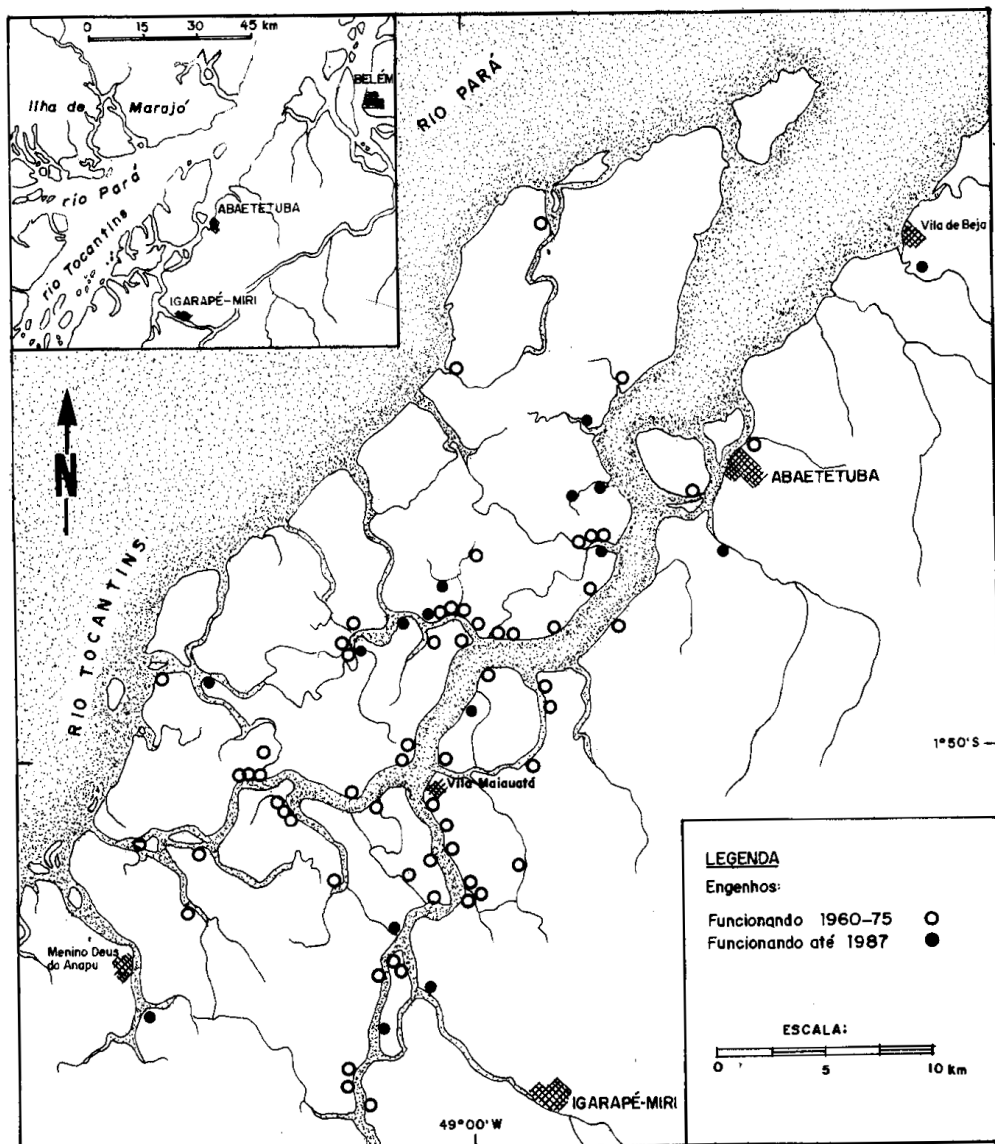 0 15 30 45 km
BELÉM
Ilha de Marajó
rio Pará
rio Tocantins
ABAETETUBA
IGARAPÉ-MIRI
RIO PARÁ
Vila de Beja
N
ABAETETUBA
RIO TOCANTINS
1°50'S
Vila Maiauatá
LEGENDA
Engenhos:
Funcionando 1960-75
Funcionando até 1987
Menino Deus
do Anapu
ESCALA:
0 5 10 km
IGARAPÉ-MIRI
49°00'W